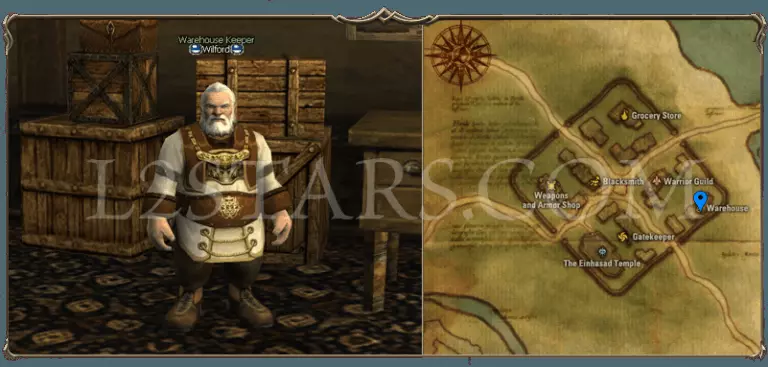 Warehouse Keeper
Wilford
L2STARS.COM
Grocery Store
Blacksmith
Warrior Guild
Weapons
and Armor Shop
Warehouse
Gatekeeper
The Einhasad Temple